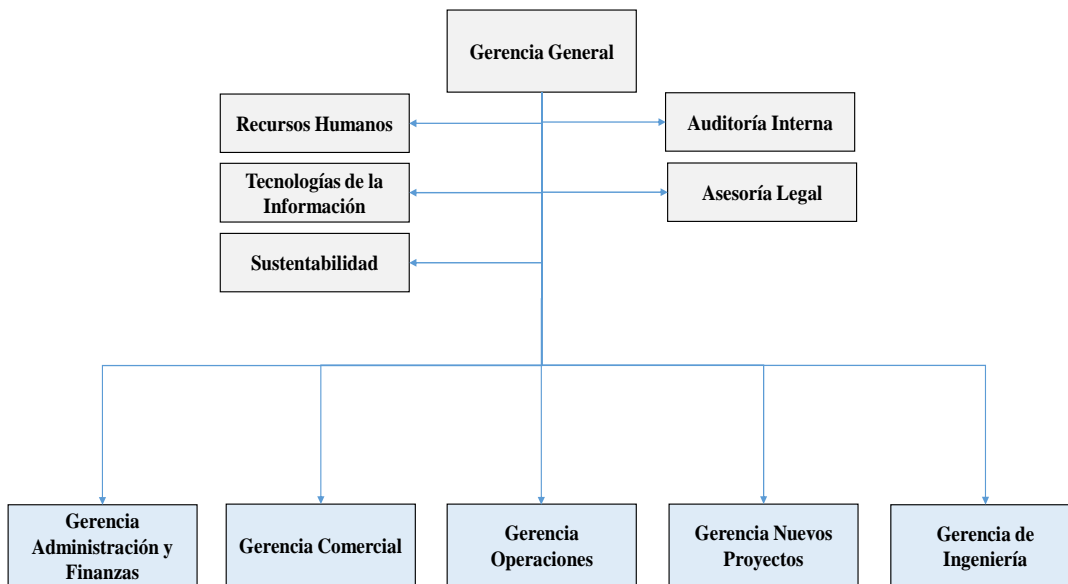 Gerencia General
Recursos Humanos
Auditoría Interna
Tecnologías de la
Información
Asesoría Legal
Sustentabilidad
Gerencia
Administración y
Finanzas
Gerencia Comercial
Gerencia
Operaciones
Gerencia Nuevos
Proyectos
Gerencia de
Ingeniería